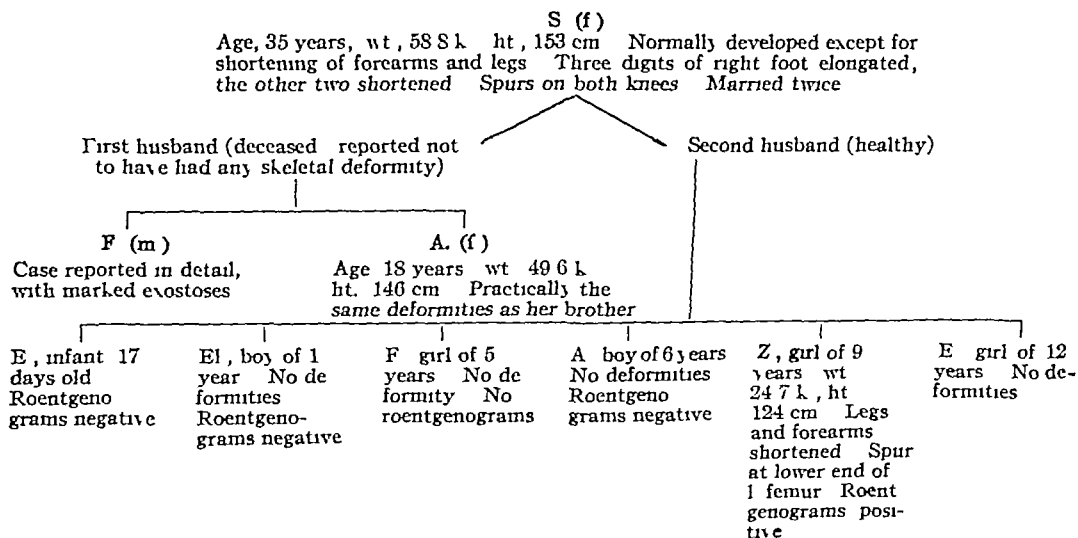 S (f)
Age, 35 years, wt, 58 8 k ht, 153 cm Normally developed except for
shortening of forearms and legs Three digits of right foot elongated,
the other two shortened Spurs on both knees Married twice
First husband (deceased reported not
to have had any skeletal deformity)
Second husband (healthy)
F (m)
Case reported in detail,
with marked exostoses
A. (f)
Age 18 years wt 49 6 k
ht. 146 cm Practically the
same deformities as her brother
E, infant 17
days old
Roentgeno
grams negative
El, boy of 1
year No de
formities
Roentgeno-
grams negative
F girl of 5
years No de
formity No
roentgenograms
A boy of 6 years
No deformities
Roentgeno
grams negative
Z, girl of 9
years wt
24 7 k, ht
124 cm Legs
and forearms
shortened Spur
at lower end of
1 femur Roent
genograms posi-
tive
E girl of 12
years No de-
formities